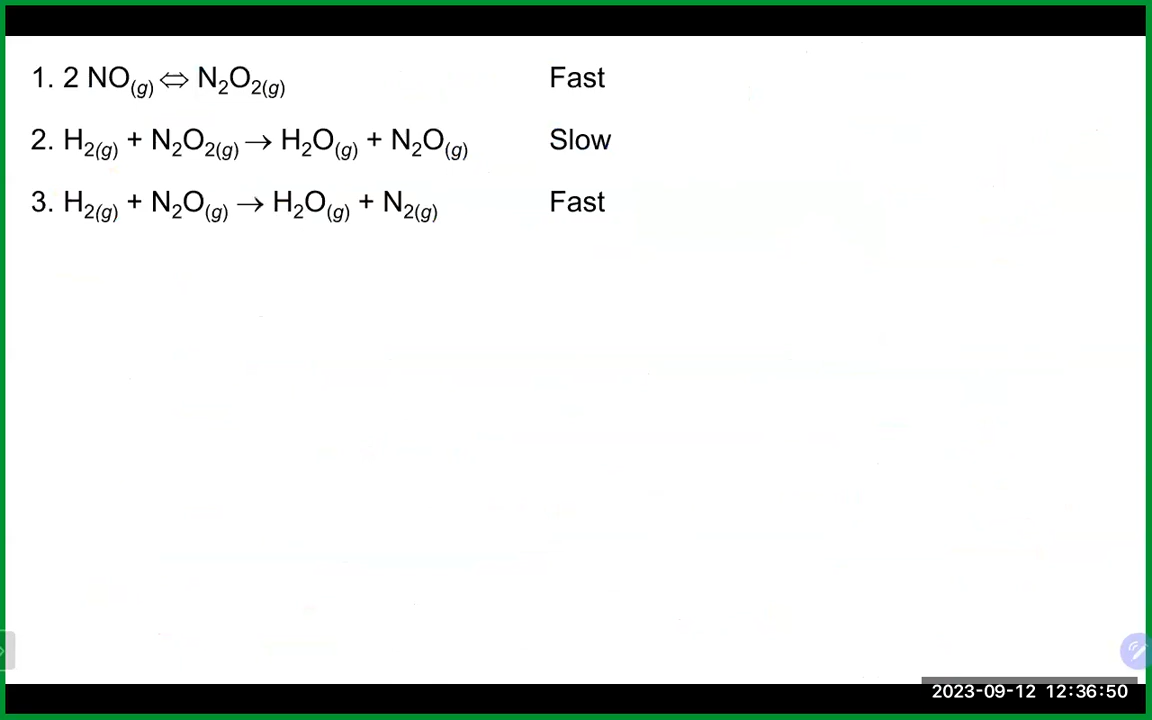 1. 2 NO(g) ⇔ N₂O₂(g) Fast
2. H₂(g) + N₂O₂(g) → H₂O(g) + N₂O(g) Slow
3. H₂(g) + N₂O(g) → H₂O(g) + N₂(g) Fast
2023-09-12 12:36:50